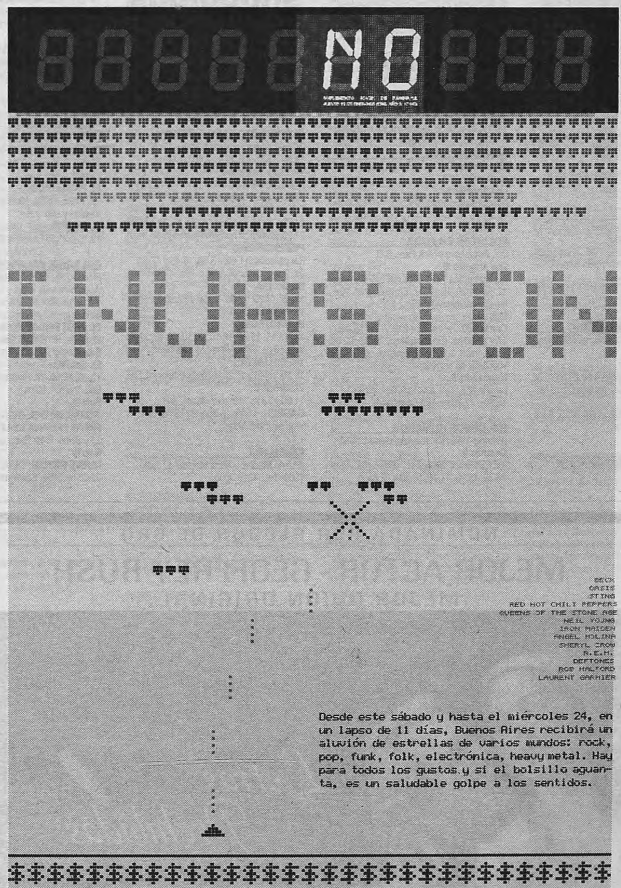 NO
INVASION
BECK
OASIS
STING
RED HOT CHILI PEPPERS
QUEENS OF THE STONE AGE
NEIL YOUNG
IRON MAIDEN
ANGEL MOLINA
SHERYL CROW
R.E.M.
DEFTONES
ROB HALFORD
LAURENT GARNIER
Desde este sábado y hasta el miércoles 24, en
un lapso de 11 días, Buenos Aires recibirá un
aluvión de estrellas de varios mundos: rock,
pop, funk, folk, electrónica, heavy metal. Hay
para todos los gustos y si el bolsillo aguan-
ta, es un saludable golpe a los sentidos.